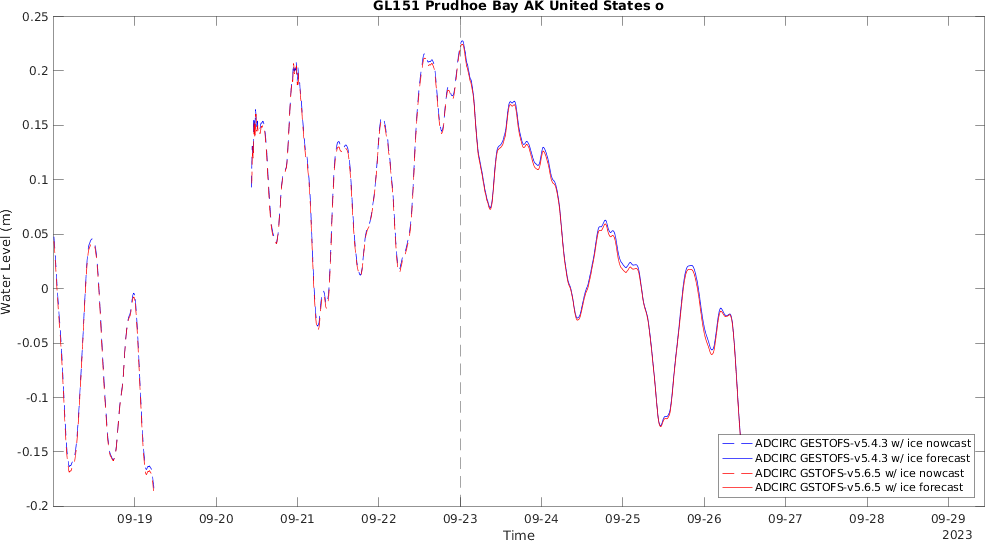 GL151 Prudhoe Bay AK United States o
0.25
0.2
0.15
0.1
0.05
0
-0.05
-0.1
-0.15
-0.2
Water Level (m)
09-19 09-20 09-21 09-22 09-23 09-24 09-25 09-26 09-27 09-28 09-29
Time
2023
ADCIRC GESTOFS-v5.4.3 w/ ice nowcast
ADCIRC GESTOFS-v5.4.3 w/ ice forecast
ADCIRC GSTOFS-v5.6.5 w/ ice nowcast
ADCIRC GSTOFS-v5.6.5 w/ ice forecast